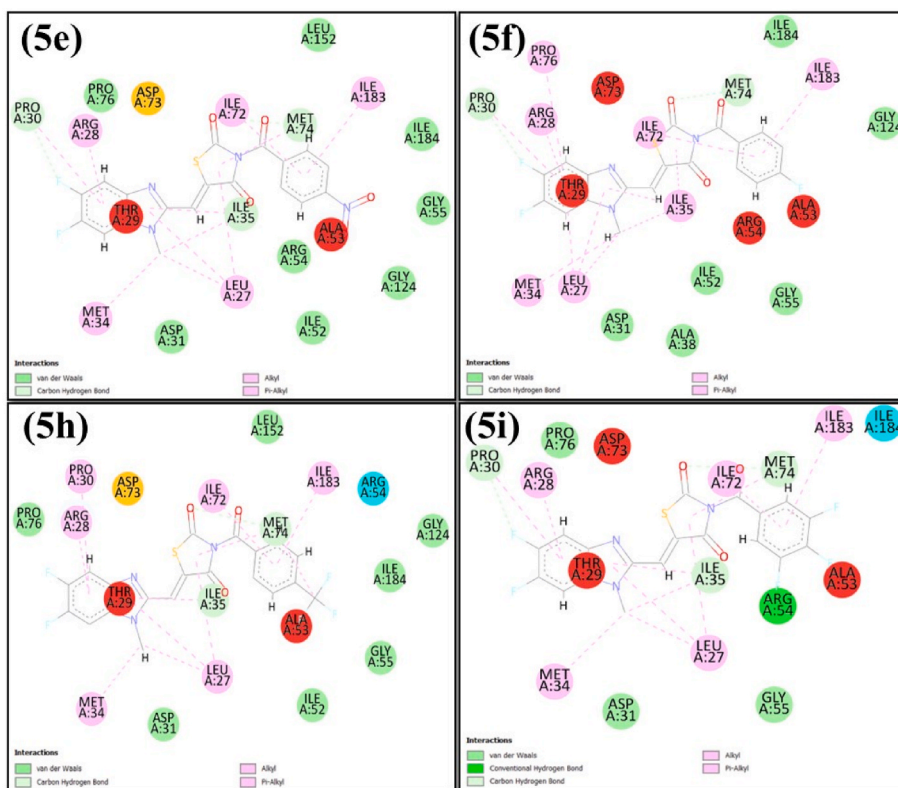 (5e)
LEU
A:152
PRO
A:76
ASP
A:73
PRO
A:30
ARG
A:28
ILE
A:72
MET
A:74
ILE
A:183
ILE
A:184
GLY
A:55
GLY
A:124
THR
A:29
ILE
A:35
ALA
A:53
ARG
A:54
LEU
A:27
MET
A:34
ASP
A:31
ILE
A:52
F
F
N
N
S
O
O
N
O
N
O
O
H
H
H
H
H
Interactions
van der Waals
Carbon Hydrogen Bond
Alkyl
Pi-Alkyl
(5f)
ILE
A:184
PRO
A:76
ASP
A:73
MET
A:74
ILE
A:183
PRO
A:30
ARG
A:28
ILE
A:72
GLY
A:124
THR
A:29
ILE
A:35
ARG
A:54
ALA
A:53
MET
A:34
LEU
A:27
ILE
A:52
GLY
A:55
ASP
A:31
ALA
A:38
F
F
N
N
S
O
O
N
O
F
H
H
H
H
H
H
Interactions
van der Waals
Carbon Hydrogen Bond
Alkyl
Pi-Alkyl
(5h)
LEU
A:152
PRO
A:30
ASP
A:73
ILE
A:72
ILE
A:183
ARG
A:54
PRO
A:76
ARG
A:28
MET
A:74
GLY
A:124
THR
A:29
ILE
A:35
ILE
A:184
ALA
A:53
GLY
A:55
LEU
A:27
MET
A:34
ASP
A:31
ILE
A:52
F
F
N
N
S
O
O
N
O
F
F
H
H
H
H
H
Interactions
van der Waals
Carbon Hydrogen Bond
Alkyl
Pi-Alkyl
(5i)
ILE
A:183
ILE
A:184
PRO
A:76
ASP
A:73
PRO
A:30
ARG
A:28
ILE
A:72
MET
A:74
THR
A:29
ILE
A:35
ALA
A:53
ARG
A:54
LEU
A:27
MET
A:34
ASP
A:31
GLY
A:55
F
F
N
N
S
O
O
N
O
F
F
H
H
H
H
H
Interactions
van der Waals
Conventional Hydrogen Bond
Carbon Hydrogen Bond
Alkyl
Pi-Alkyl